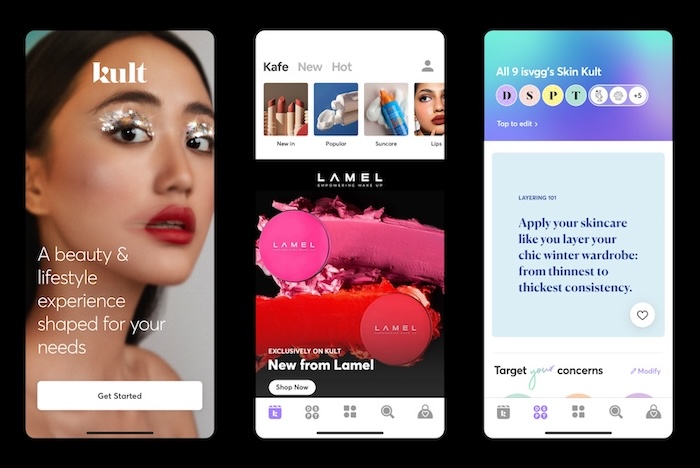 kult
A beauty &
lifestyle
experience
shaped for your
needs
Get Started
Kafe New Hot
New in Popular Suncare Lips
LAMEL
EMPOWERING MAKE UP
LAMEL
LAMEL
EXCLUSIVELY ON KULT
New from Lamel
Shop Now
k
D S
P T
All 9 isvgg's Skin Kult
D S P T +5
Tap to edit >
LAYERING 101
Apply your skincare
like you layer your
chic winter wardrobe:
from thinnest to
thickest consistency.
Target your concerns
Modify
k
D S
P T